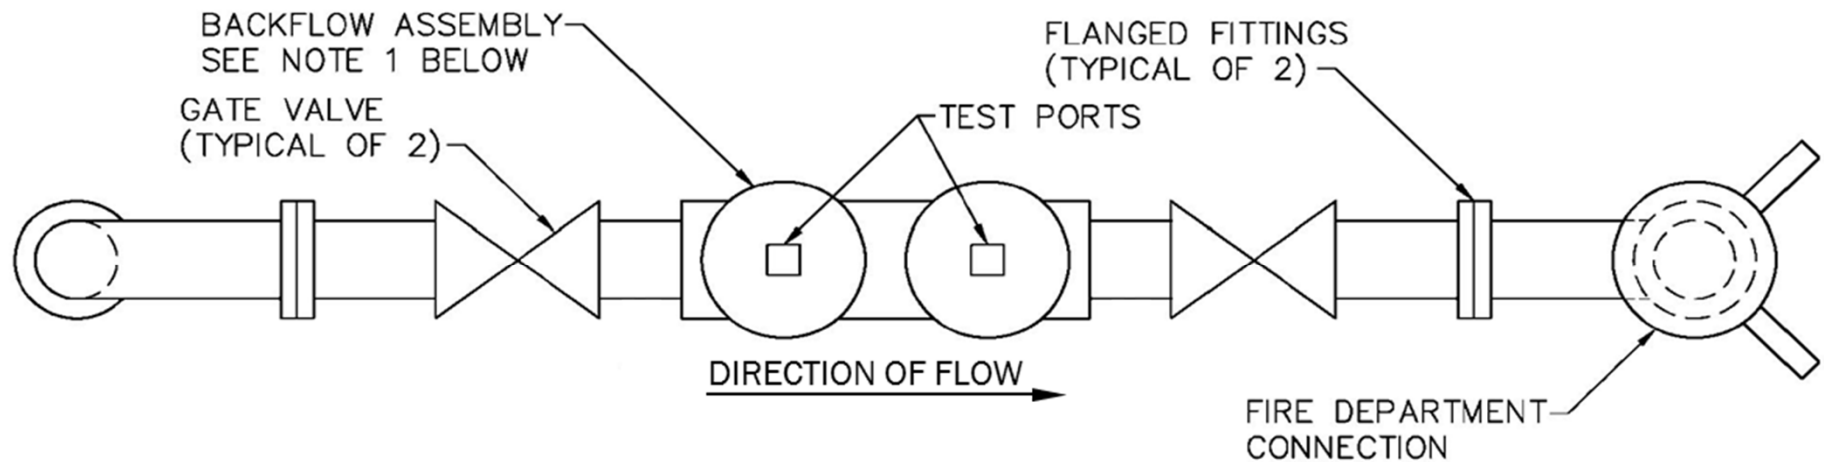 BACKFLOW ASSEMBLY
SEE NOTE 1 BELOW
GATE VALVE
(TYPICAL OF 2)
FLANGED FITTINGS
(TYPICAL OF 2)
TEST PORTS
DIRECTION OF FLOW
FIRE DEPARTMENT
CONNECTION